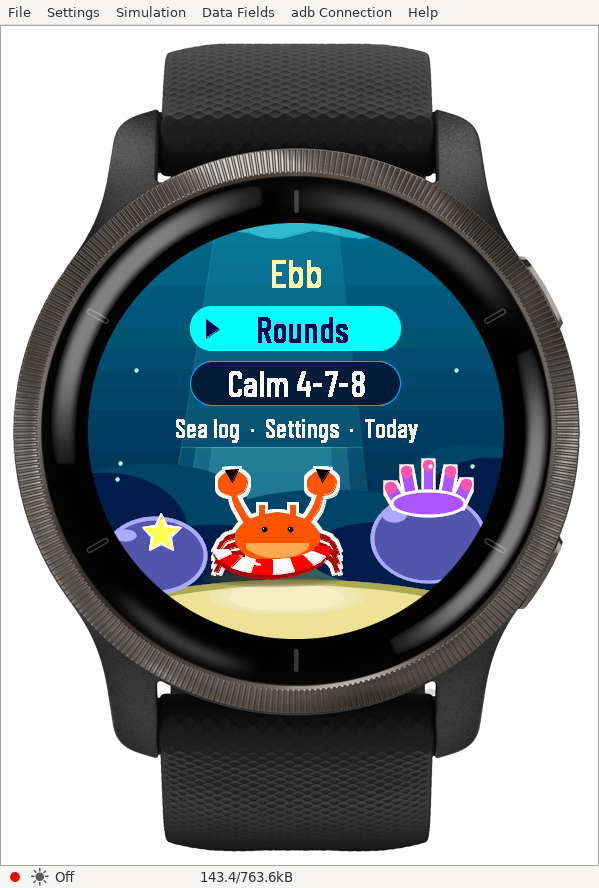 File Settings Simulation Data Fields adb Connection Help
Ebb
Rounds
Calm 4-7-8
Sea log · Settings · Today
Off 143.4/763.6kB